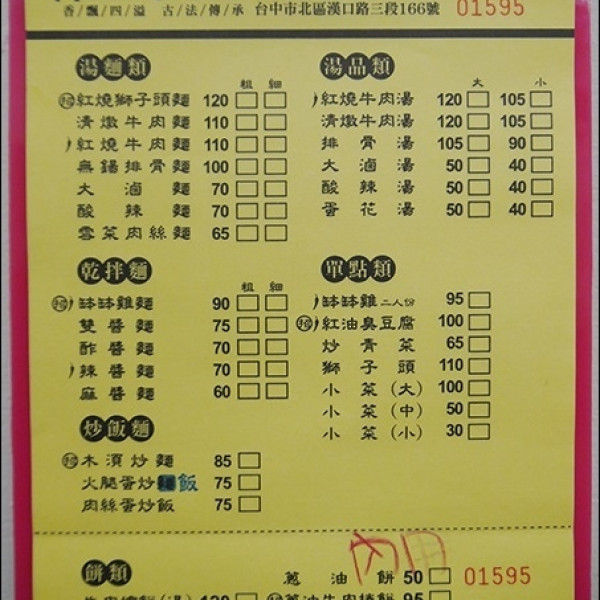 香/飄/四/溢 古/法/傳/承 台中市北區漢口路三段166號 01595
湯麵類
粗 細
紅燒獅子頭麵 120
清燉牛肉麵 110
紅燒牛肉麵 110
無錫排骨麵 100
大滷麵 70
酸辣麵 70
雪菜肉絲麵 65
湯品類
大 小
紅燒牛肉湯 120 105
清燉牛肉湯 120 105
排骨湯 105 90
大滷湯 50 40
酸辣湯 50 40
蛋花湯 50 40
乾拌麵
粗 細
缽缽雞麵 90
雙醬麵 75
酢醬麵 70
辣醬麵 70
麻醬麵 60
單點類
缽缽雞 二人份 95
紅油臭豆腐 100
炒青菜 65
獅子頭 110
小菜(大) 100
小菜(中) 50
小菜(小) 30
炒飯麵
木須炒麵 85
火腿蛋炒飯 75
肉絲蛋炒飯 75
內用
餅類
蔥油餅 50 01595